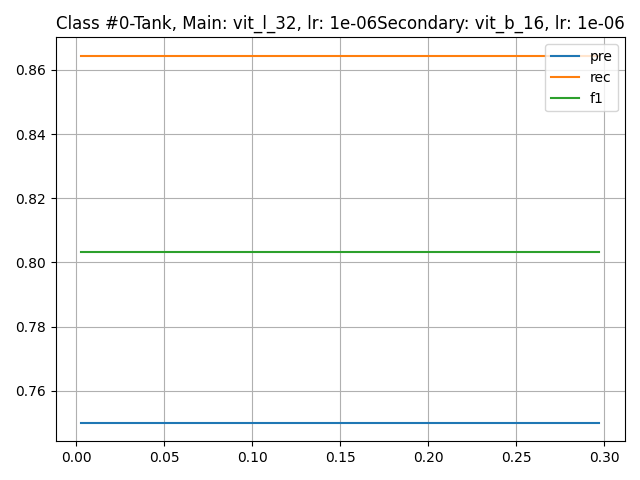 Class #0-Tank, Main: vit_l_32, lr: 1e-06Secondary: vit_b_16, lr: 1e-06
pre
rec
f1
0.86
0.84
0.82
0.80
0.78
0.76
0.00 0.05 0.10 0.15 0.20 0.25 0.30